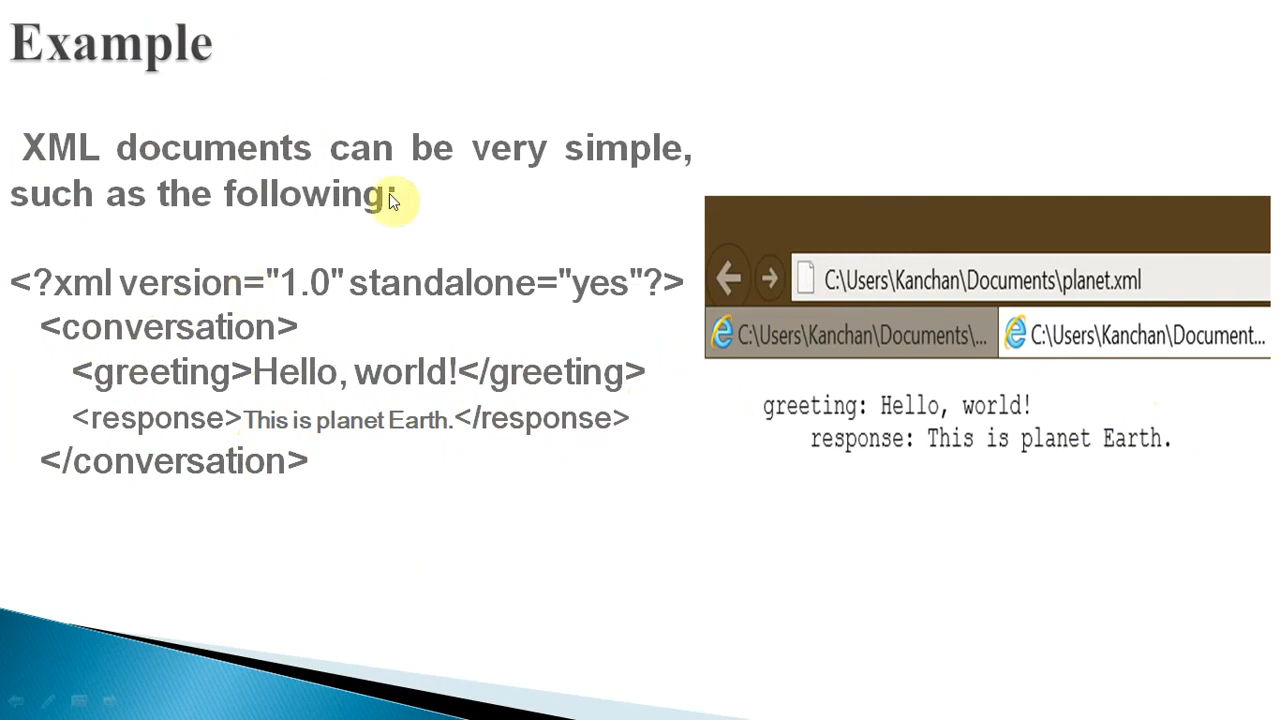 Example
XML documents can be very simple,
such as the following:
<?xml version="1.0" standalone="yes"?>
<conversation>
<greeting>Hello, world!</greeting>
<response>This is planet Earth.</response>
</conversation>
C:\Users\Kanchan\Documents\planet.xml
C:\Users\Kanchan\Documents\...
C:\Users\Kanchan\Document...
greeting: Hello, world!
response: This is planet Earth.